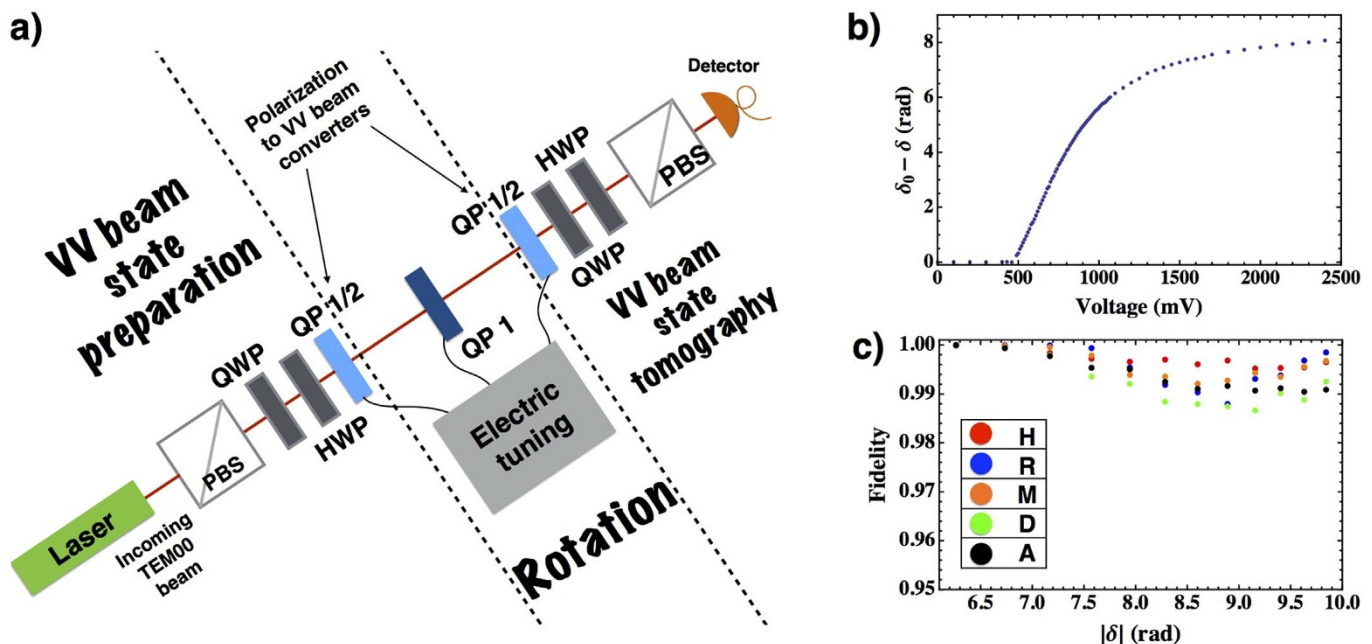 a)
VV beam
state
preparation
Polarization
to VV beam
converters
Laser
Incoming
TEM00
beam
PBS
QWP
HWP
QP 1/2
QP 1
Electric
tuning
Rotation
QP 1/2
HWP
QWP
PBS
Detector
VV beam
state
tomography
b)
δ₀ − δ (rad)
8
6
4
2
0
0 500 1000 1500 2000 2500
Voltage (mV)
c)
Fidelity
1.00
0.99
0.98
0.97
0.96
0.95
H
R
M
D
A
6.5 7.0 7.5 8.0 8.5 9.0 9.5 10.0
|δ| (rad)